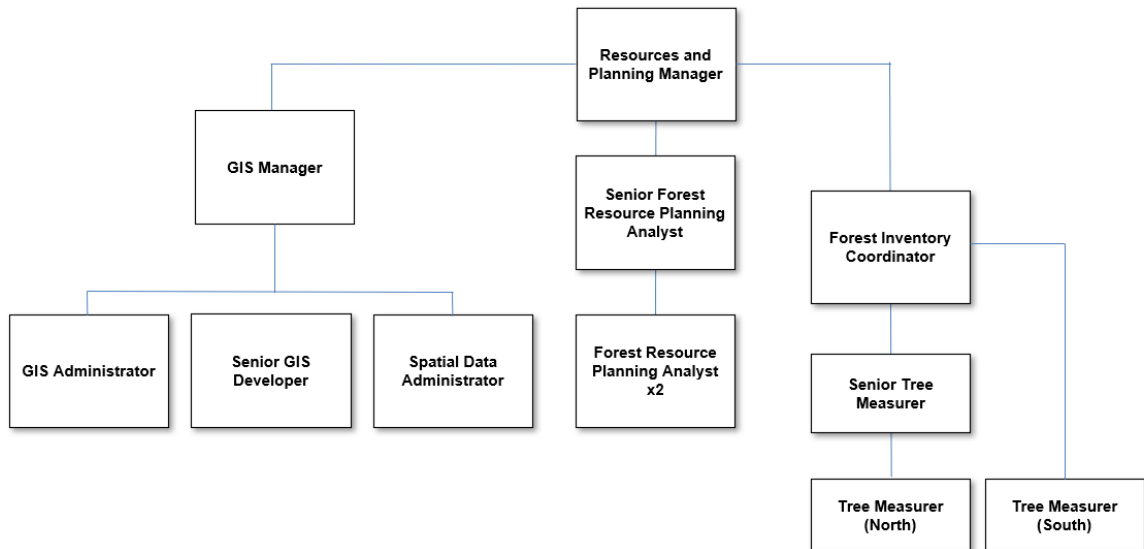 Resources and
Planning Manager
GIS Manager
Senior Forest
Resource Planning
Analyst
Forest Inventory
Coordinator
GIS Administrator
Senior GIS
Developer
Spatial Data
Administrator
Forest Resource
Planning Analyst
x2
Senior Tree
Measurer
Tree Measurer
(North)
Tree Measurer
(South)